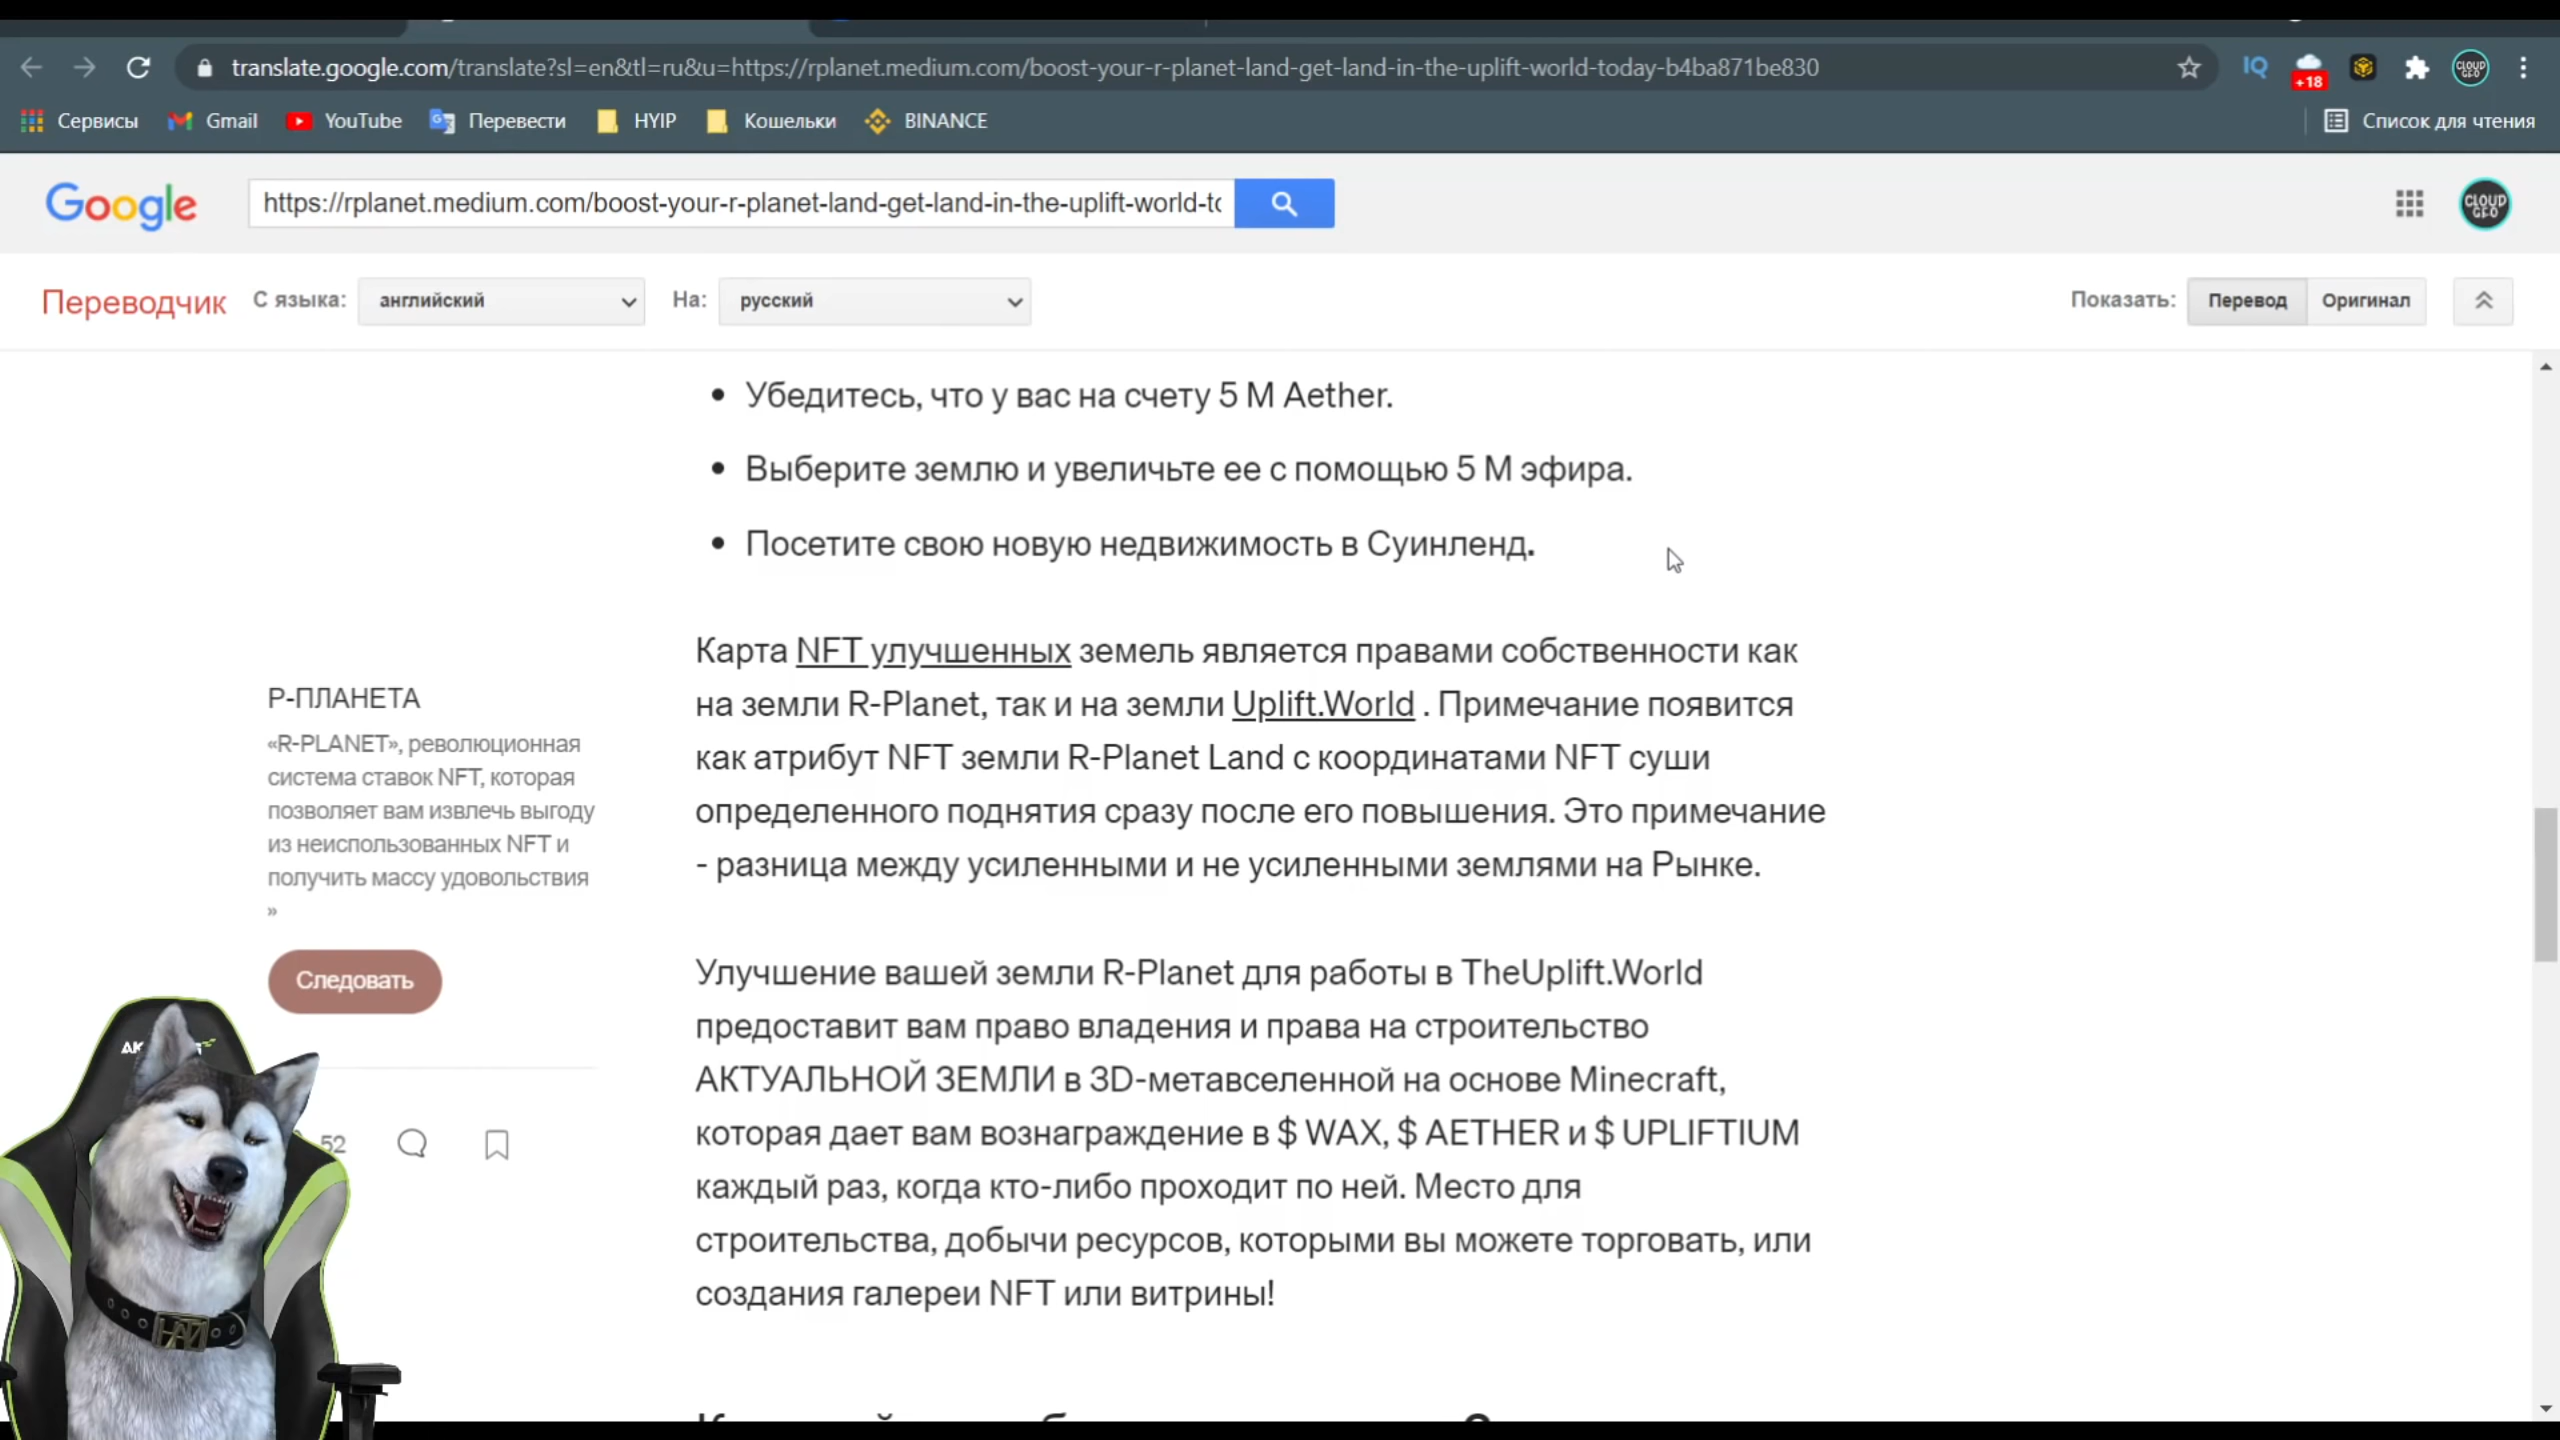 translate.google.com/translate?sl=en&tl=ru&u=https://rplanet.medium.com/boost-your-r-planet-land-get-land-in-the-uplift-world-today-b4ba871be830
IQ
+18
CLOUD
Сервисы
Gmail
YouTube
Перевести
HYIP
Кошельки
BINANCE
Список для чтения
Google
https://rplanet.medium.com/boost-your-r-planet-land-get-land-in-the-uplift-world-to
CLOUD
Переводчик
С языка:
английский
На:
русский
Показать:
Перевод
Оригинал
• Убедитесь, что у вас на счету 5 M Aether.
• Выберите землю и увеличьте ее с помощью 5 M эфира.
• Посетите свою новую недвижимость в Суинленд.
Карта NFT улучшенных земель является правами собственности как
на земли R-Planet, так и на земли Uplift.World . Примечание появится
как атрибут NFT земли R-Planet Land с координатами NFT суши
определенного поднятия сразу после его повышения. Это примечание
- разница между усиленными и не усиленными землями на Рынке.
Улучшение вашей земли R-Planet для работы в TheUplift.World
предоставит вам право владения и права на строительство
АКТУАЛЬНОЙ ЗЕМЛИ в 3D-метавселенной на основе Minecraft,
которая дает вам вознаграждение в $ WAX, $ AETHER и $ UPLIFTIUM
каждый раз, когда кто-либо проходит по ней. Место для
строительства, добычи ресурсов, которыми вы можете торговать, или
создания галереи NFT или витрины!
Р-ПЛАНЕТА
«R-PLANET», революционная
система ставок NFT, которая
позволяет вам извлечь выгоду
из неиспользованных NFT и
получить массу удовольствия
»
Следовать
52